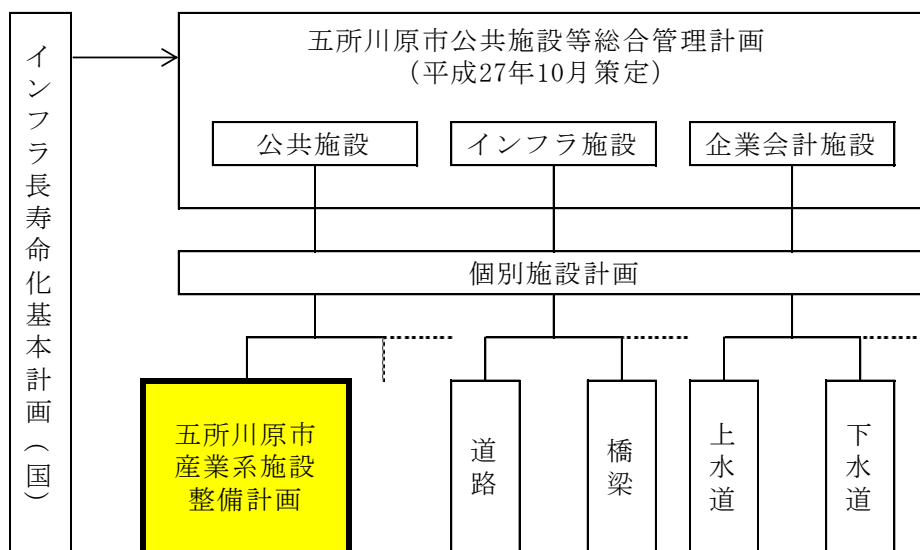 インフラ長寿命化基本計画（国）
五所川原市公共施設等総合管理計画
（平成27年10月策定）
公共施設
インフラ施設
企業会計施設
個別施設計画
五所川原市
産業系施設
整備計画
道路
橋梁
上水道
下水道